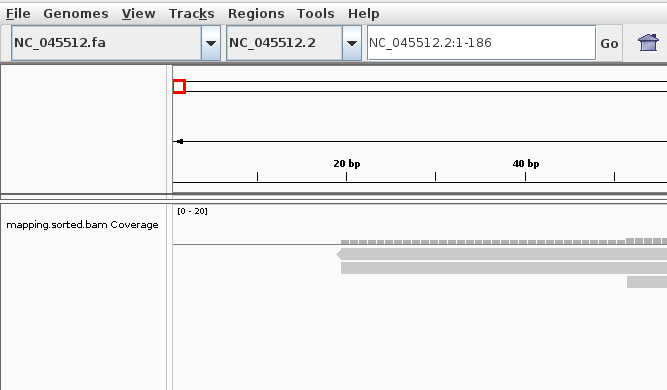 File Genomes View Tracks Regions Tools Help
NC_045512.fa NC_045512.2 NC_045512.2:1-186 Go
20 bp 40 bp
[0 - 20]
mapping.sorted.bam Coverage